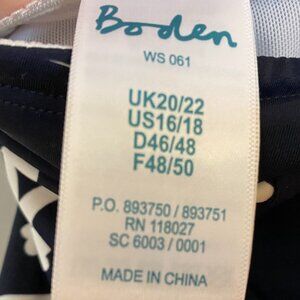 Boden
WS 061
UK20/22
US16/18
D46/48
F48/50
P.O. 893750 / 893751
RN 118027
SC 6003 / 0001
MADE IN CHINA